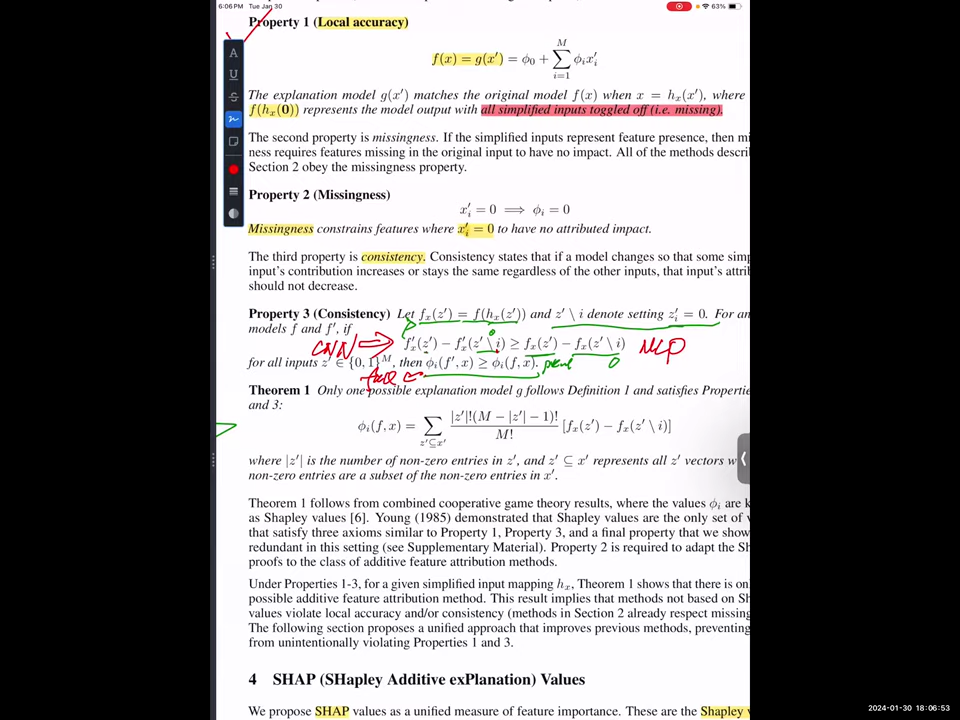 6:06 PM Tue Jan 30
63%
Property 1 (Local accuracy)
f(x) = g(x′) = ϕ₀ + ∑_{i=1}^{M} ϕᵢx′ᵢ
The explanation model g(x′) matches the original model f(x) when x = hₓ(x′), where
f(hₓ(0)) represents the model output with all simplified inputs toggled off (i.e. missing).
The second property is missingness. If the simplified inputs represent feature presence, then mi
ness requires features missing in the original input to have no impact. All of the methods descri
Section 2 obey the missingness property.
Property 2 (Missingness)
x′ᵢ = 0 ⟹ ϕᵢ = 0
Missingness constrains features where x′ᵢ = 0 to have no attributed impact.
The third property is consistency. Consistency states that if a model changes so that some simp
input's contribution increases or stays the same regardless of the other inputs, that input's attri
should not decrease.
Property 3 (Consistency) Let fₓ(z′) = f(hₓ(z′)) and z′ \ i denote setting z′ᵢ = 0. For an
models f and f′, if
CNN f′ₓ(z′) − f′ₓ(z′ \ i) ≥ fₓ(z′) − fₓ(z′ \ i)
for all inputs z′ ∈ {0, 1}^M, then ϕᵢ(f′, x) ≥ ϕᵢ(f, x). 0
Theorem 1 Only one possible explanation model g follows Definition 1 and satisfies Propertie
and 3:
ϕᵢ(f, x) = ∑_{z′⊆x′} |z′|!(M − |z′| − 1)! / M! [fₓ(z′) − fₓ(z′ \ i)]
where |z′| is the number of non-zero entries in z′, and z′ ⊆ x′ represents all z′ vectors w
non-zero entries are a subset of the non-zero entries in x′.
Theorem 1 follows from combined cooperative game theory results, where the values ϕᵢ are k
as Shapley values [6]. Young (1985) demonstrated that Shapley values are the only set of v
that satisfy three axioms similar to Property 1, Property 3, and a final property that we show
redundant in this setting (see Supplementary Material). Property 2 is required to adapt the Sh
proofs to the class of additive feature attribution methods.
Under Properties 1-3, for a given simplified input mapping hₓ, Theorem 1 shows that there is on
possible additive feature attribution method. This result implies that methods not based on Sh
values violate local accuracy and/or consistency (methods in Section 2 already respect missing
The following section proposes a unified approach that improves previous methods, preventing
from unintentionally violating Properties 1 and 3.
4 SHAP (SHapley Additive exPlanation) Values
We propose SHAP values as a unified measure of feature importance. These are the Shapley v
2024-01-30 18:06:53